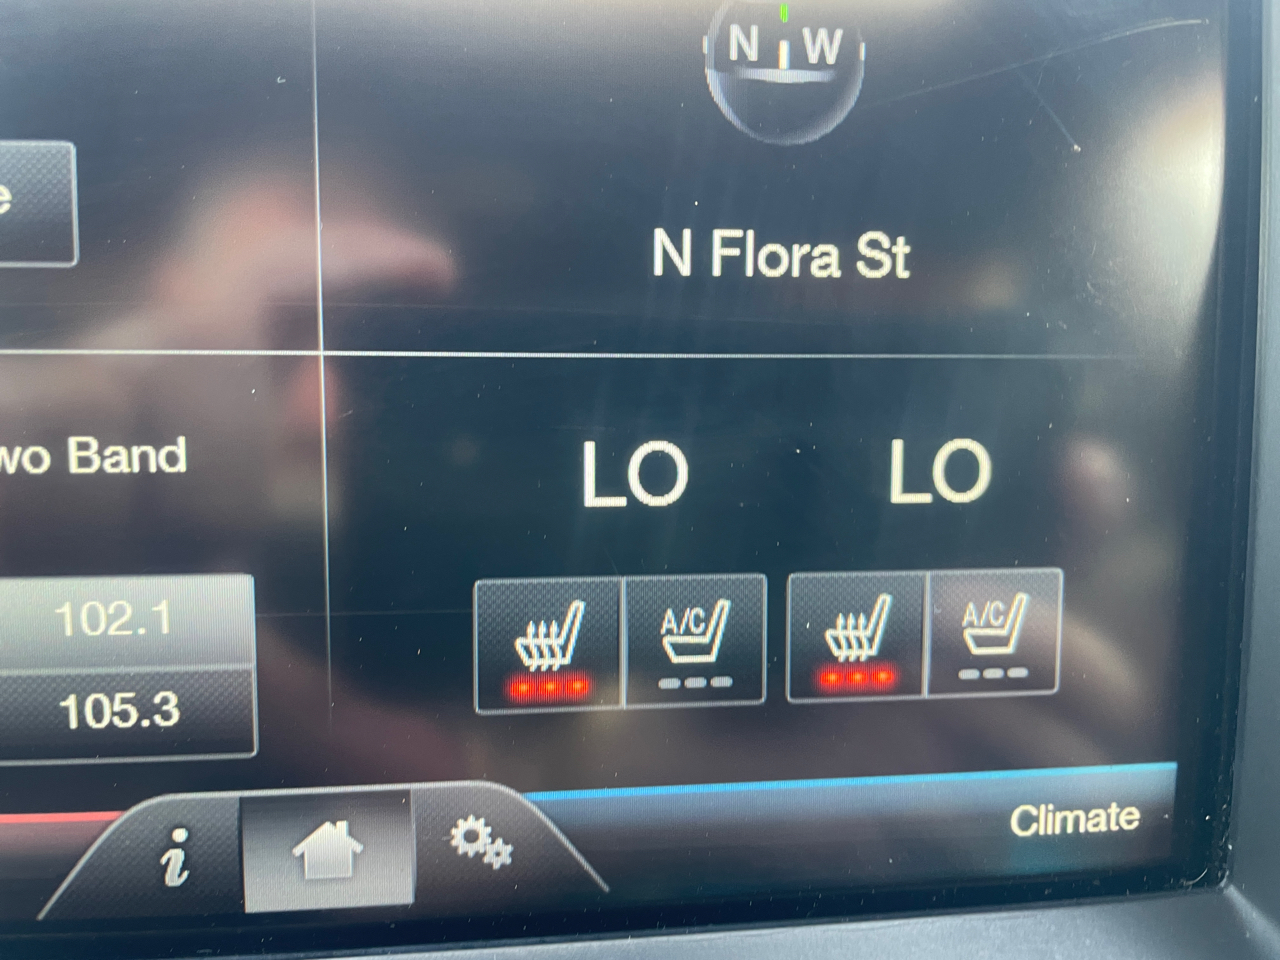 N W
N Flora St
wo Band
LO LO
102.1
A/C A/C
105.3
i
Climate